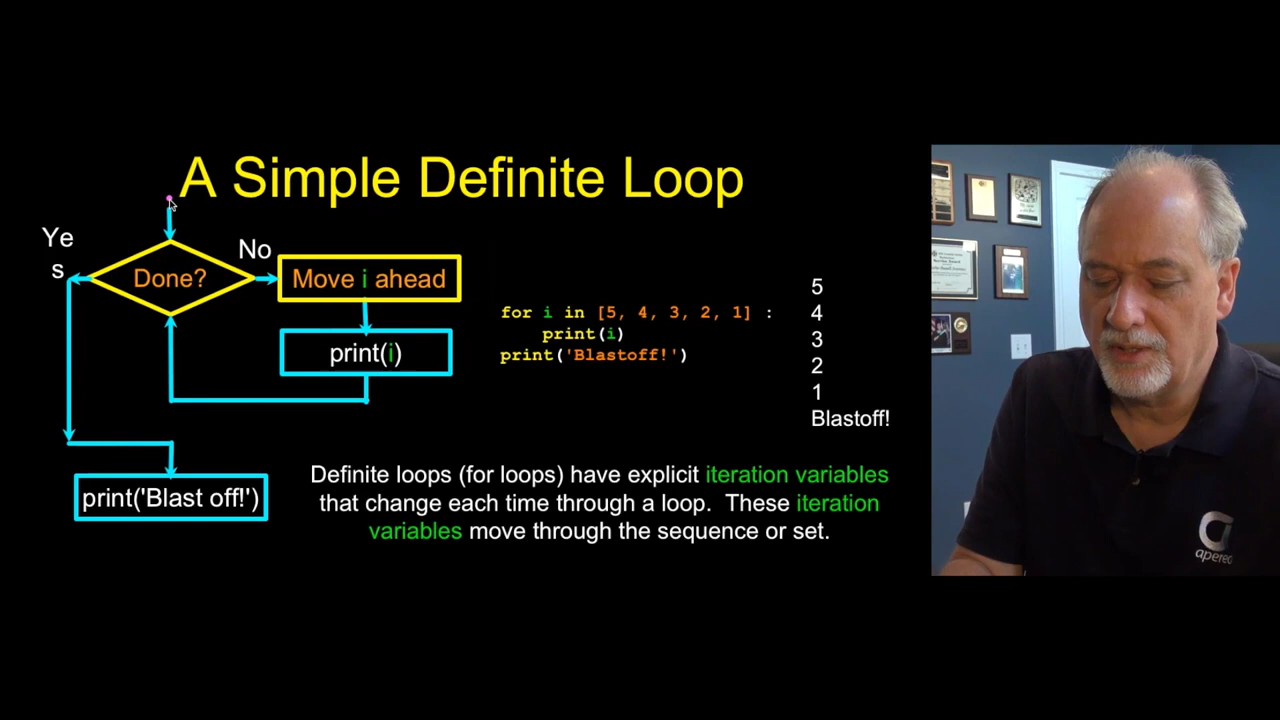 A Simple Definite Loop
Ye
s
No
Done?
Move i ahead
print(i)
print('Blast off!')
for i in [5, 4, 3, 2, 1] :
    print(i)
print('Blastoff!')
5
4
3
2
1
Blastoff!
Definite loops (for loops) have explicit iteration variables
that change each time through a loop.  These iteration
variables move through the sequence or set.
apereo